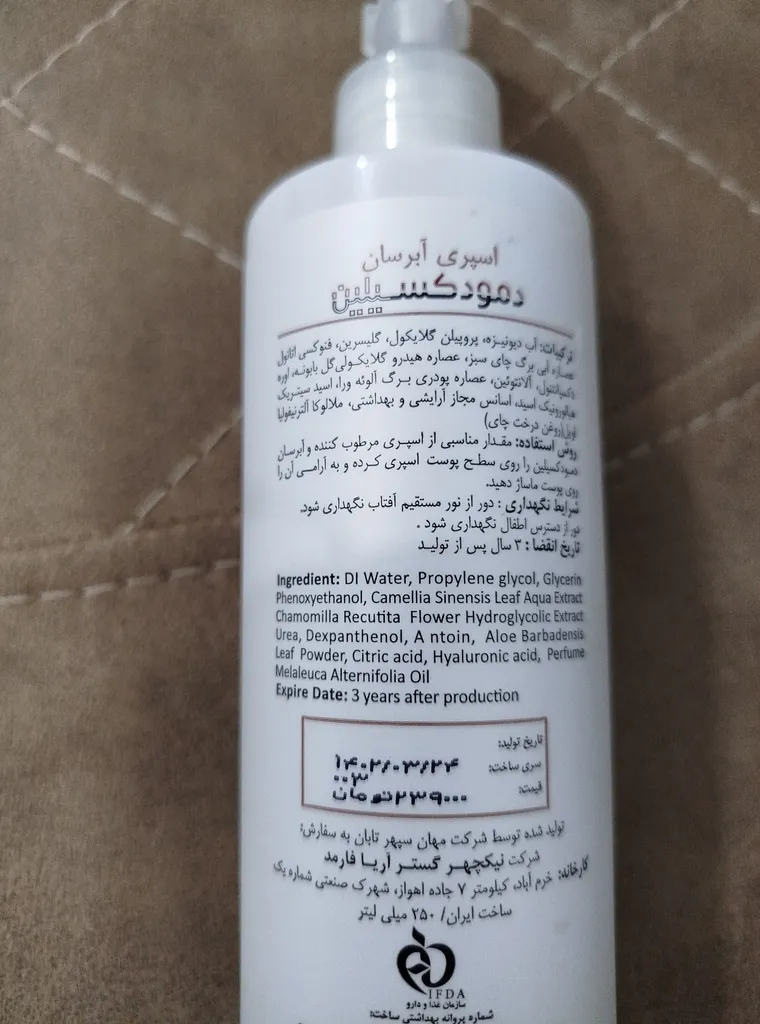 اسپری آبرسان
دمودکسیلین
ترکیبات: آب دیونیزه، پروپیلن گلایکول، گلیسرین، فنوکسی اتانول
عصاره آبی برگ چای سبز، عصاره هیدرو گلایکولی گل بابونه، اوره
دکسپانتنول، آلانتوئین، عصاره پودری برگ آلوئه ورا، اسید سیتریک
هیالورونیک اسید، اسانس مجاز آرایشی و بهداشتی، ملالوکا آلترنیفولیا
اویل(روغن درخت چای)
روش استفاده: مقدار مناسبی از اسپری مرطوب کننده و آبرسان
دمودکسیلین را روی سطح پوست اسپری کرده و به آرامی آن را
روی پوست ماساژ دهید.
شرایط نگهداری : دور از نور مستقیم آفتاب نگهداری شود.
دور از دسترس اطفال نگهداری شود .
تاریخ انقضا : ۳ سال پس از تولید
Ingredient: DI Water, Propylene glycol, Glycerin
Phenoxyethanol, Camellia Sinensis Leaf Aqua Extract
Chamomilla Recutita Flower Hydroglycolic Extract
Urea, Dexpanthenol, A ntoin, Aloe Barbadensis
Leaf Powder, Citric acid, Hyaluronic acid, Perfume
Melaleuca Alternifolia Oil
Expire Date: 3 years after production
تاریخ تولید: ۱۴۰۲/۰۳/۲۴
سری ساخت: ۰۰۳
قیمت: ۲۳۹۰۰۰تومان
تولید شده توسط شرکت مهان سپهر تابان به سفارش:
شرکت نیکچهر گستر آریا فارمد
کارخانه: خرم آباد، کیلومتر ۷ جاده اهواز، شهرک صنعتی شماره یک
ساخت ایران/ ۲۵۰ میلی لیتر
IFDA
سازمان غذا و دارو
شماره پروانه بهداشتی ساخت: